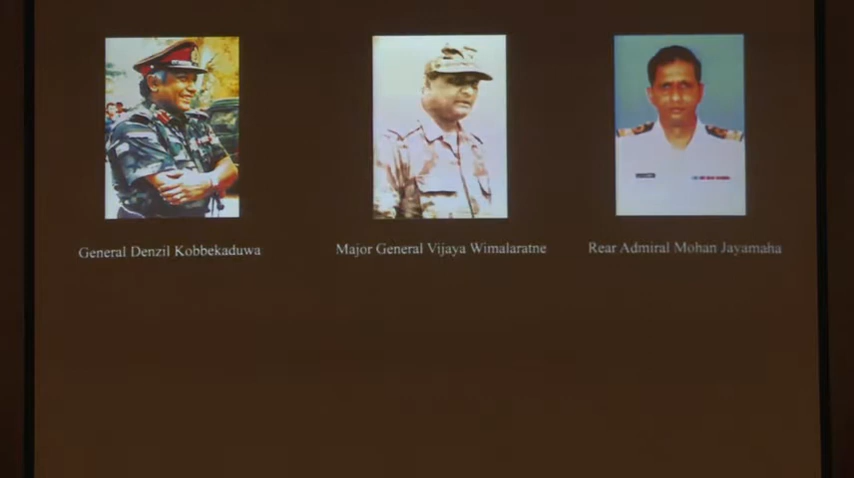 General Denzil Kobbekaduwa
Major General Vijaya Wimalaratne
Rear Admiral Mohan Jayamaha